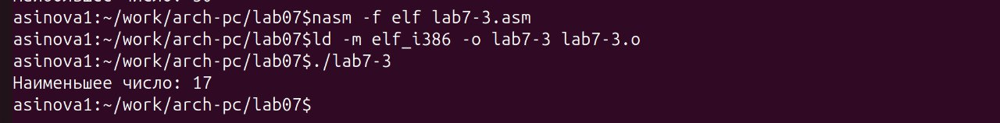 asinova1:~/work/arch-pc/lab07$nasm -f elf lab7-3.asm
asinova1:~/work/arch-pc/lab07$ld -m elf_i386 -o lab7-3 lab7-3.o
asinova1:~/work/arch-pc/lab07$./lab7-3
Наименьшее число: 17
asinova1:~/work/arch-pc/lab07$